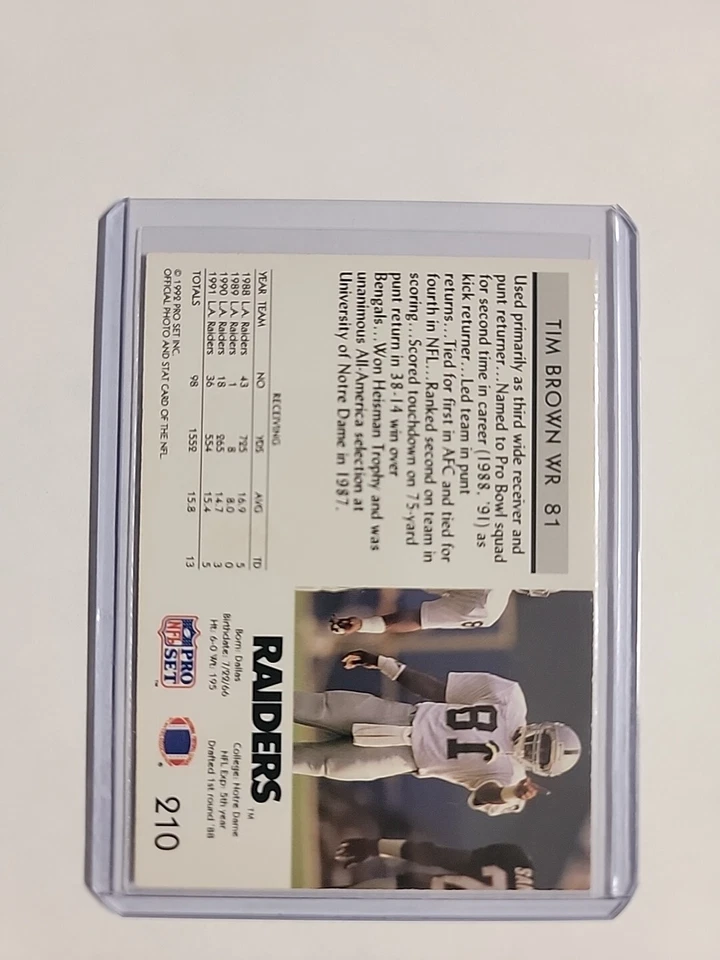 TIM BROWN WR 81
Used primarily as third wide receiver and
punt returner...Named to Pro Bowl squad
for second time in career (1988, '91) as
kick returner...Led team in punt
returns...Tied for first in AFC and tied for
fourth in NFL...Ranked second on team in
scoring...Scored touchdown on 75-yard
punt return in 38-14 win over
Bengals...Won Heisman Trophy and was
unanimous All-America selection at
University of Notre Dame in 1987.
RECEIVING
YEAR TEAM NO YDS AVG TD
1988 L.A. Raiders 43 725 16.9 5
1989 L.A. Raiders 1 8 8.0 0
1990 L.A. Raiders 18 265 14.7 3
1991 L.A. Raiders 36 554 15.4 5
TOTALS 98 1552 15.8 13
© 1992 PRO SET INC.
OFFICIAL PHOTO AND STAT CARD OF THE NFL
81
RAIDERS™
Born: Dallas College: Notre Dame
Birthdate: 7/22/66 NFL Exp: 5th year
Ht: 6-0 Wt: 195 Drafted 1st round '88
PRO
NFL SET™
®
210